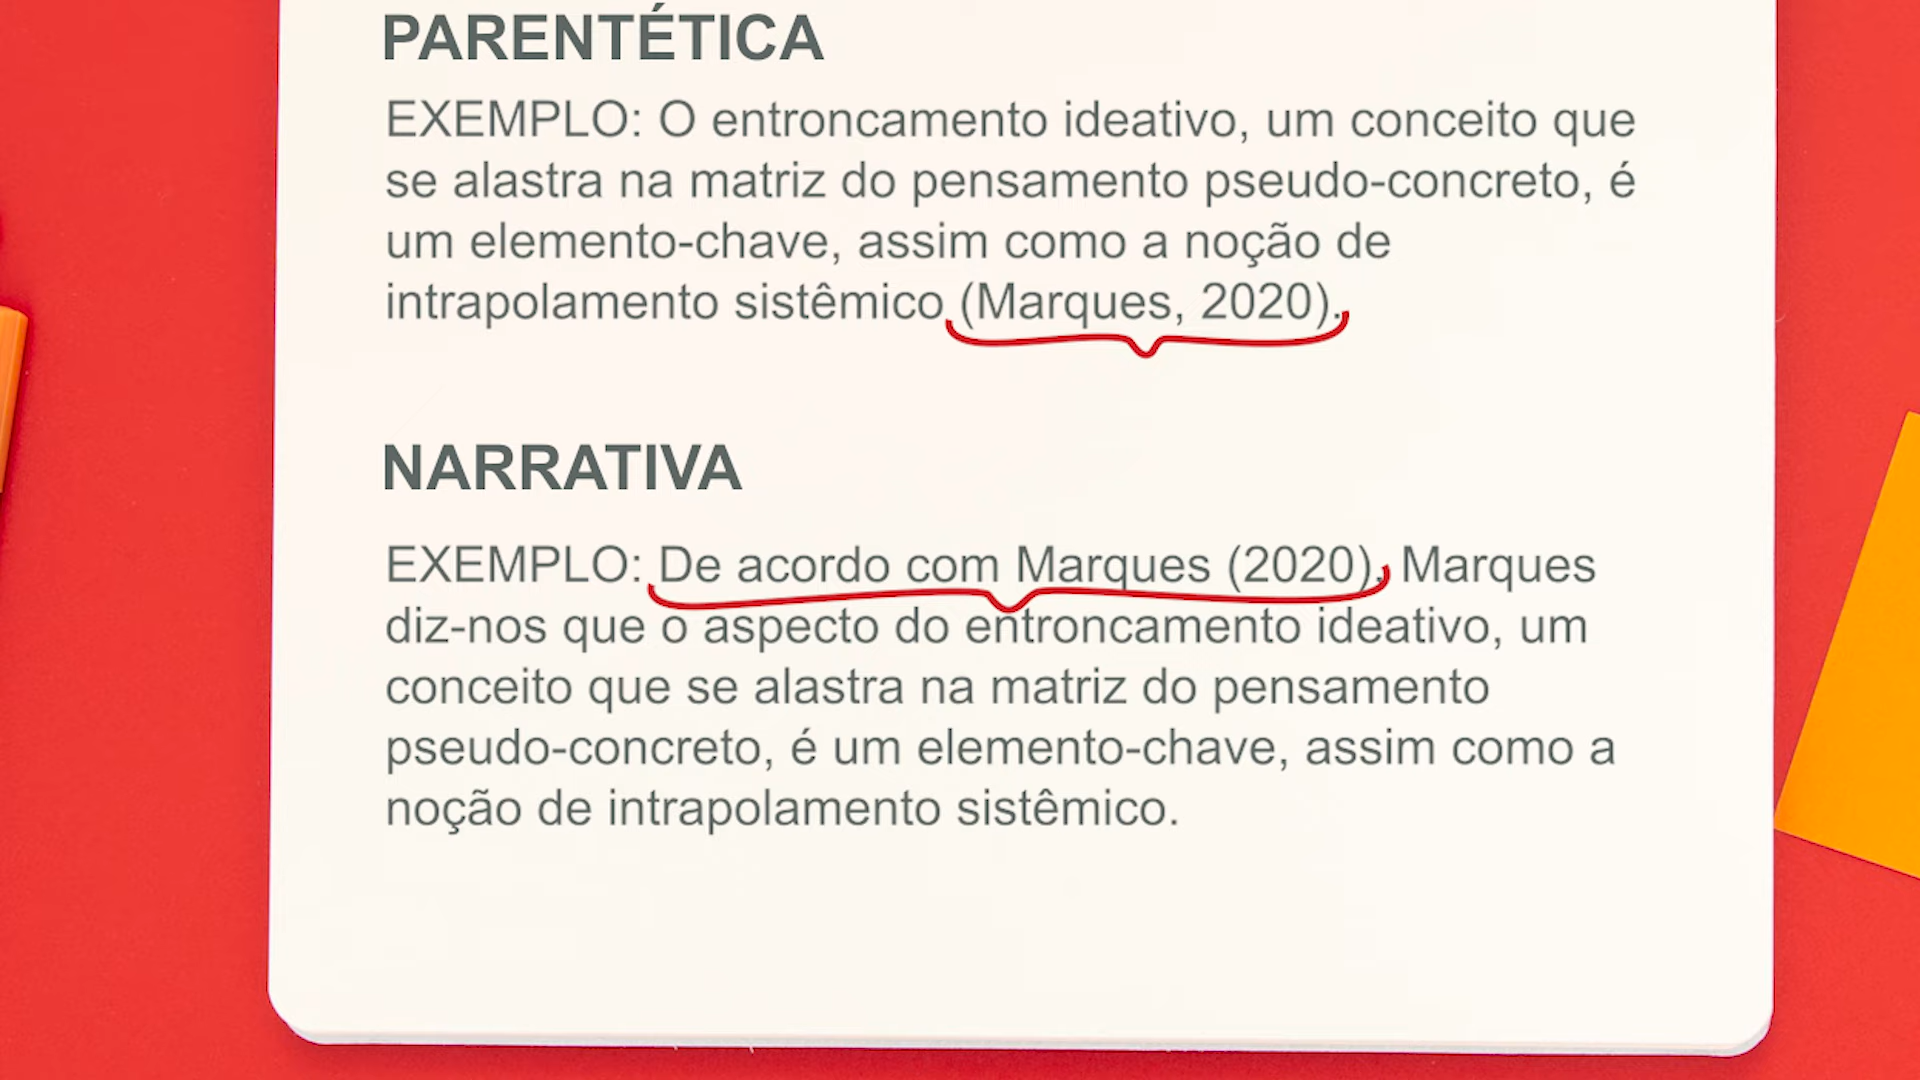 PARENTÉTICA
EXEMPLO: O entroncamento ideativo, um conceito que
se alastra na matriz do pensamento pseudo-concreto, é
um elemento-chave, assim como a noção de
intrapolamento sistêmico (Marques, 2020).
NARRATIVA
EXEMPLO: De acordo com Marques (2020), Marques
diz-nos que o aspecto do entroncamento ideativo, um
conceito que se alastra na matriz do pensamento
pseudo-concreto, é um elemento-chave, assim como a
noção de intrapolamento sistêmico.